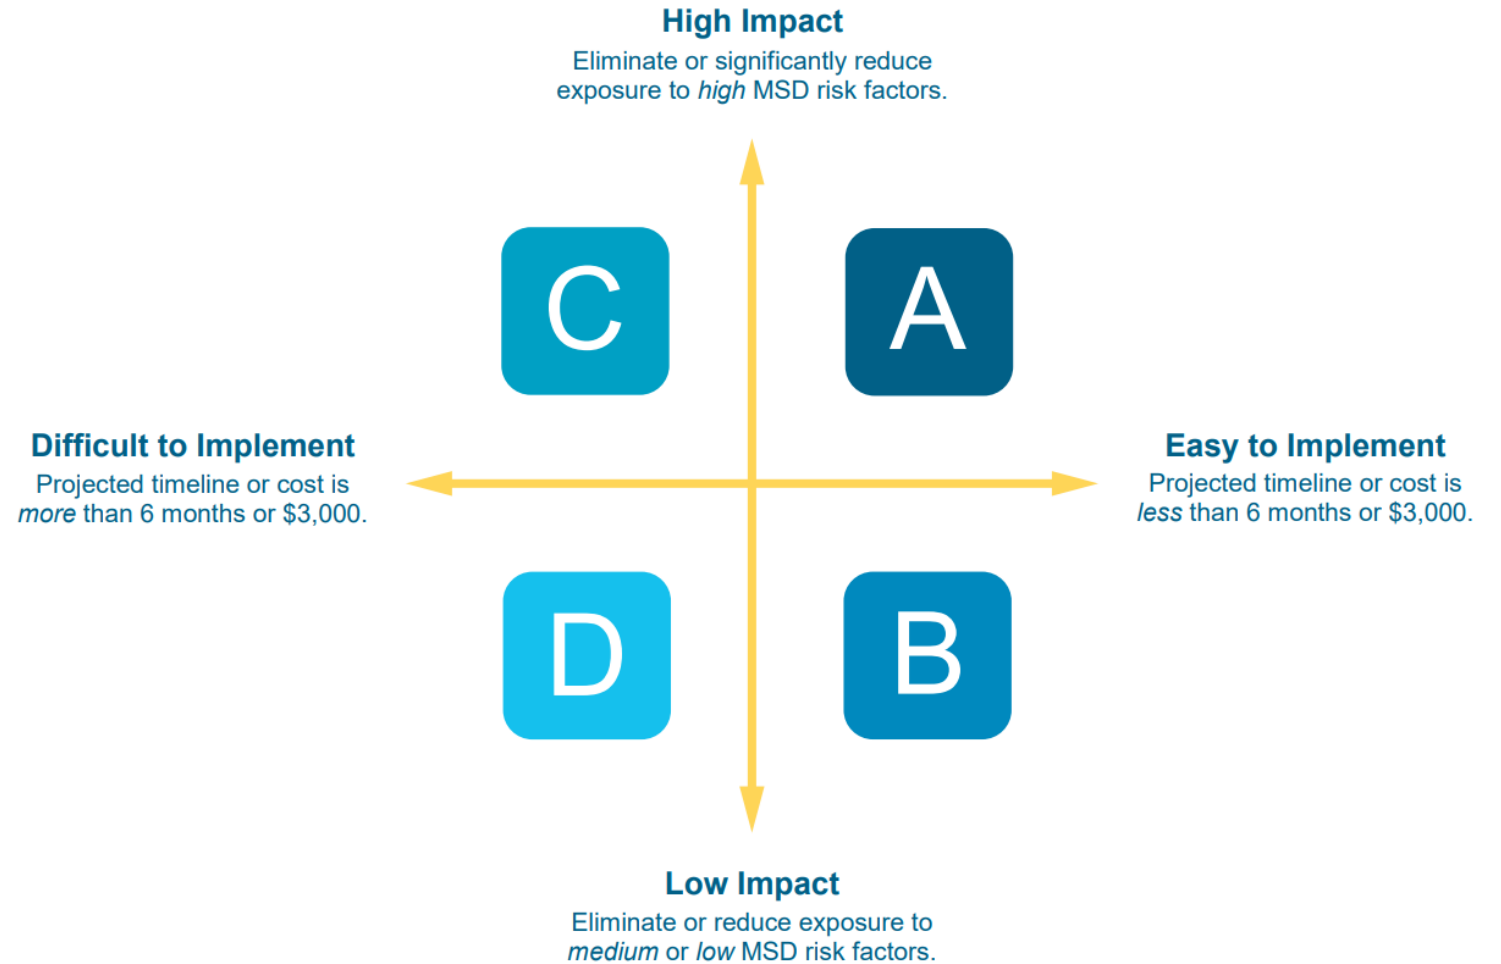 High Impact
Eliminate or significantly reduce
exposure to high MSD risk factors.
C
A
Difficult to Implement
Projected timeline or cost is
more than 6 months or $3,000.
Easy to Implement
Projected timeline or cost is
less than 6 months or $3,000.
D
B
Low Impact
Eliminate or reduce exposure to
medium or low MSD risk factors.